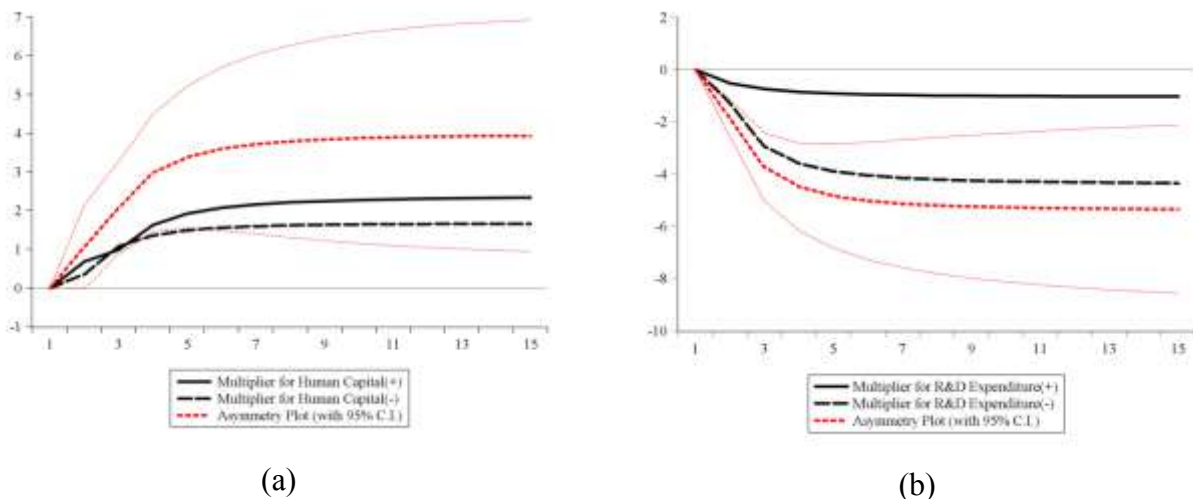 7
6
5
4
3
2
1
0
-1
1 3 5 7 9 11 13 15
Multiplier for Human Capital(+)
Multiplier for Human Capital(-)
Asymetry Plot (with 95% C.I.)
(a)
-2
0
-2
-4
-6
-8
-10
1 3 5 7 9 11 13 15
Multiplier for R&D Expenditure(+)
Multiplier for R&D Expenditure(-)
Asymmetry Plot (with 95% C.I.)
(b)